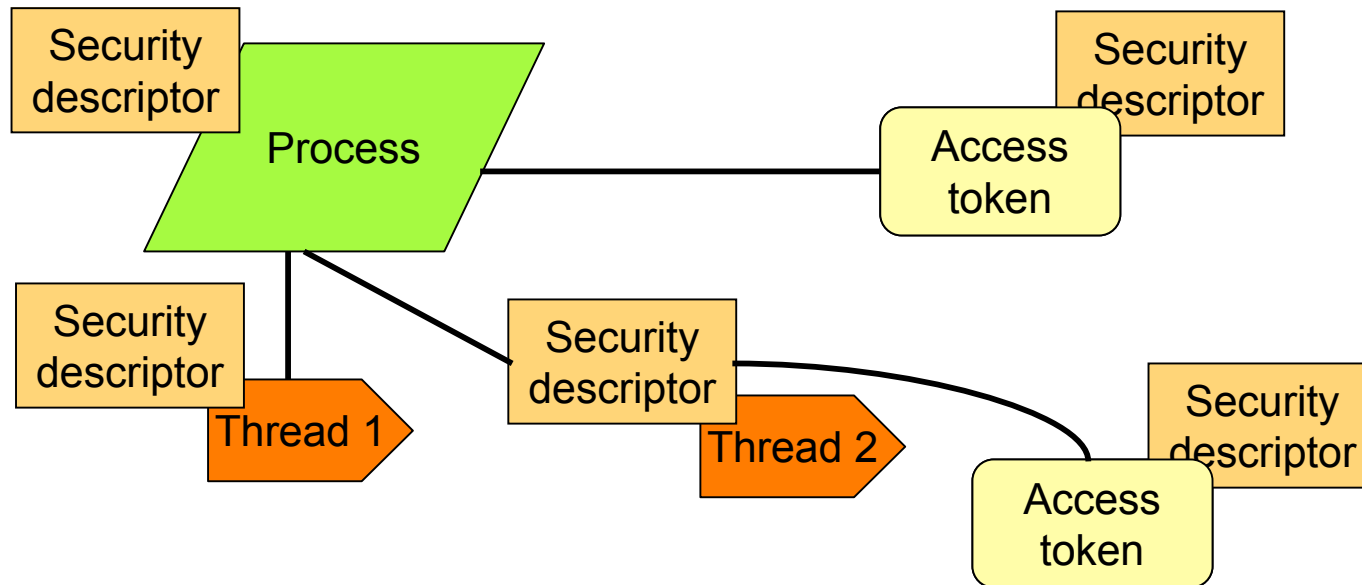 Security
descriptor
Process
Security
descriptor
Access
token
Security
descriptor
Thread 1
Security
descriptor
Thread 2
Security
descriptor
Access
token